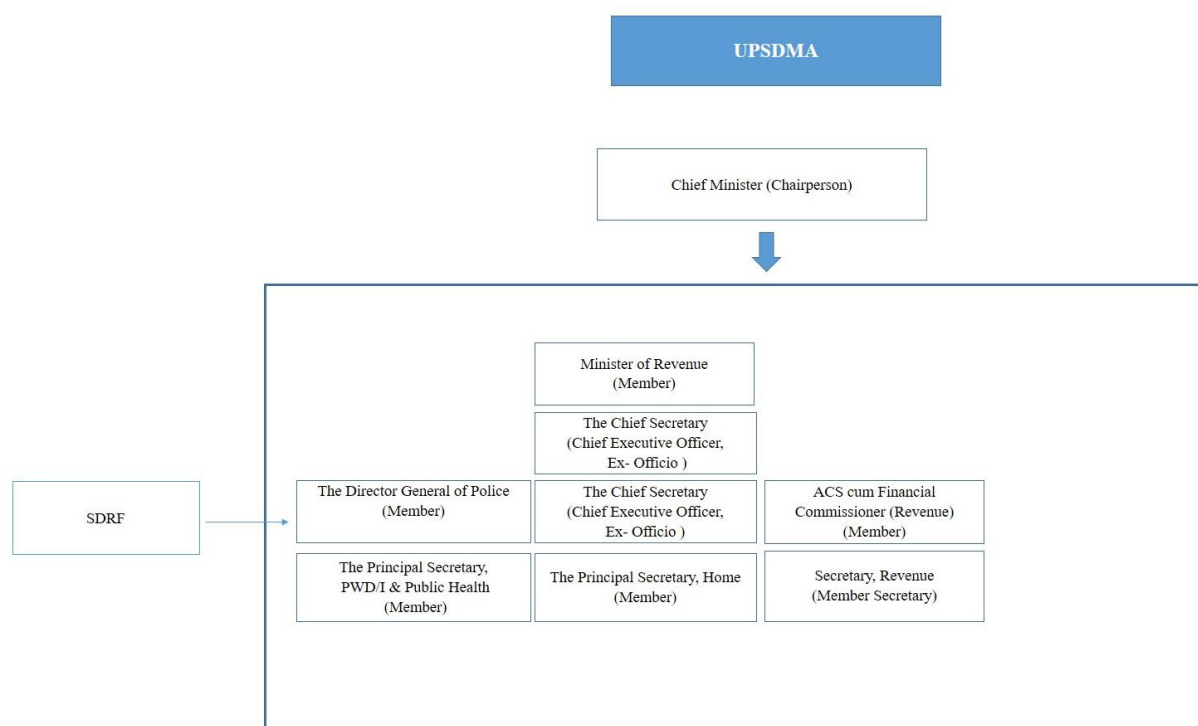 UPSDMA
Chief Minister (Chairperson)
Minister of Revenue
(Member)
The Chief Secretary
(Chief Executive Officer,
Ex- Officio )
SDRF
The Director General of Police
(Member)
The Chief Secretary
(Chief Executive Officer,
Ex- Officio )
ACS cum Financial
Commissioner (Revenue)
(Member)
The Principal Secretary,
PWD/I & Public Health
(Member)
The Principal Secretary, Home
(Member)
Secretary, Revenue
(Member Secretary)